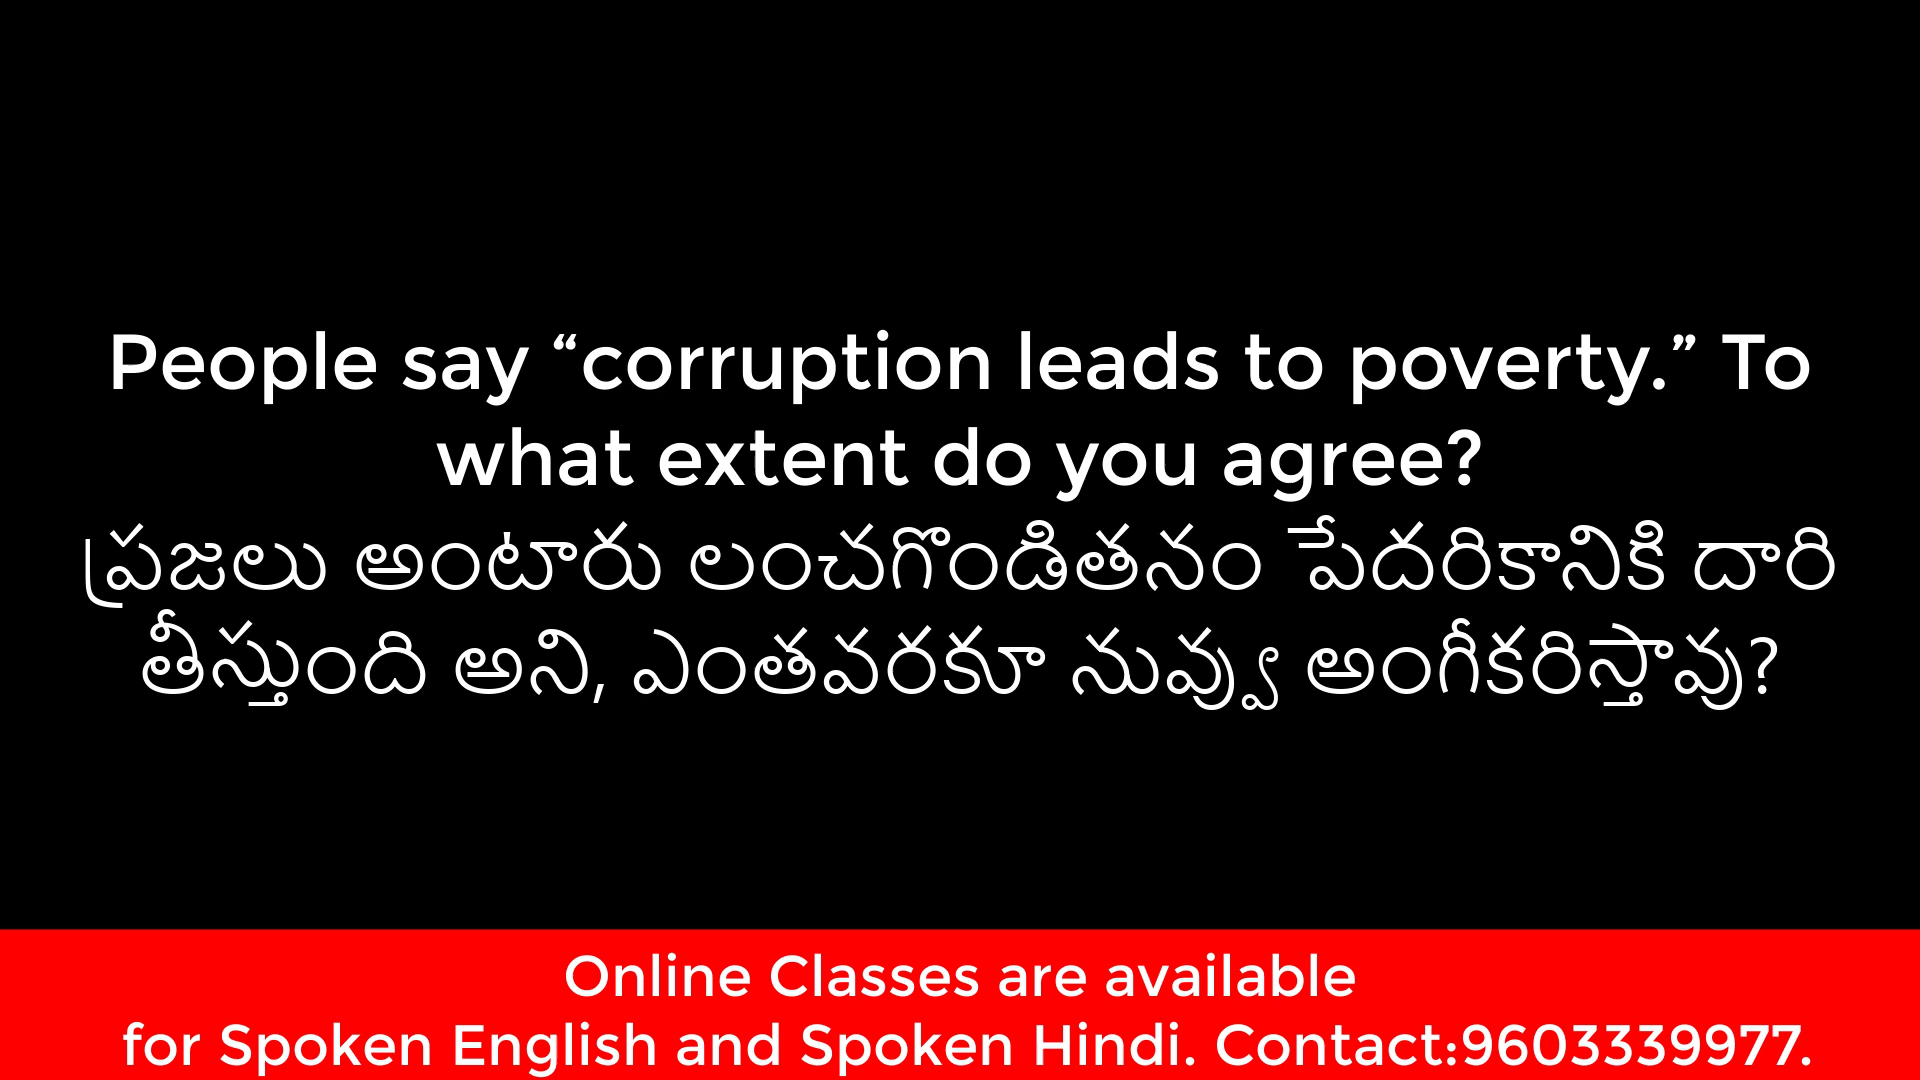 People say “corruption leads to poverty.” To
what extent do you agree?
ప్రజలు అంటారు లంచగొండితనం పేదరికానికి దారి
తీస్తుంది అని, ఎంతవరకూ నువ్వు అంగీకరిస్తావు?
Online Classes are available
for Spoken English and Spoken Hindi. Contact:9603339977.